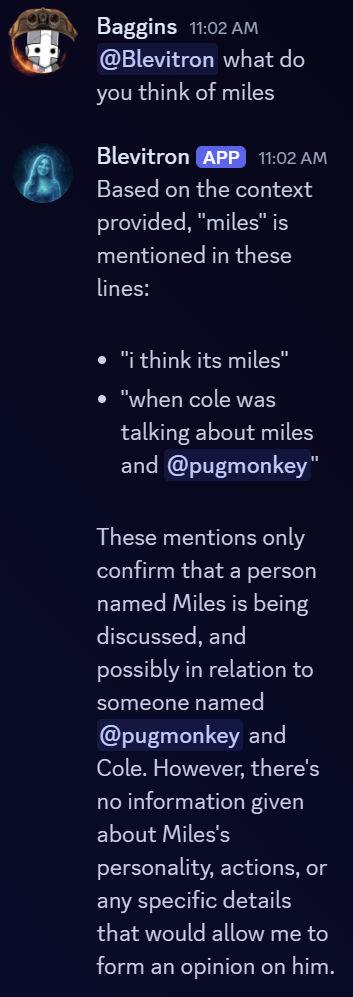 Baggins 11:02 AM
@Blevitron what do
you think of miles
Blevitron APP 11:02 AM
Based on the context
provided, "miles" is
mentioned in these
lines:
• "i think its miles"
• "when cole was
talking about miles
and @pugmonkey"
These mentions only
confirm that a person
named Miles is being
discussed, and
possibly in relation to
someone named
@pugmonkey and
Cole. However, there's
no information given
about Miles's
personality, actions, or
any specific details
that would allow me to
form an opinion on him.